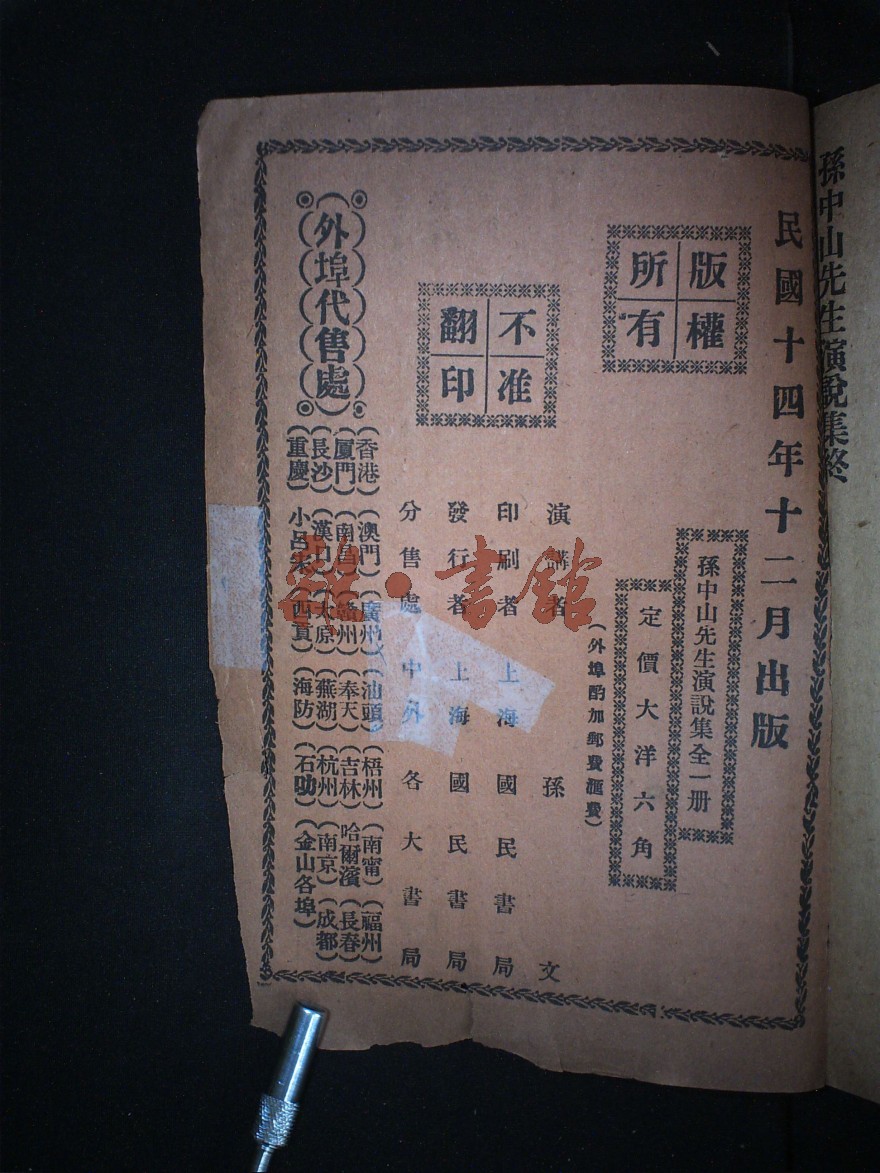 孫中山先生演說集終
民國十四年十二月出版
版權所有
孫中山先生演說集全一册
定價大洋六角
(外埠酌加郵費滙費)
不准翻印
演講者 孫文
印刷者 上海國民書局
發行者 上海國民書局
分售處 中外各大書局
外埠代售處
(香港)(澳門)(廣州)(汕頭)(梧州)(南甯)(福州)
(厦門)(南昌)(贛州)(奉天)(吉林)(哈爾濱)(長春)
(長沙)(漢口)(太原)(蕪湖)(杭州)(南京)(成都)
(重慶)(小呂宋)(西貢)(海防)(石叻)(金山各埠)
雜·書館